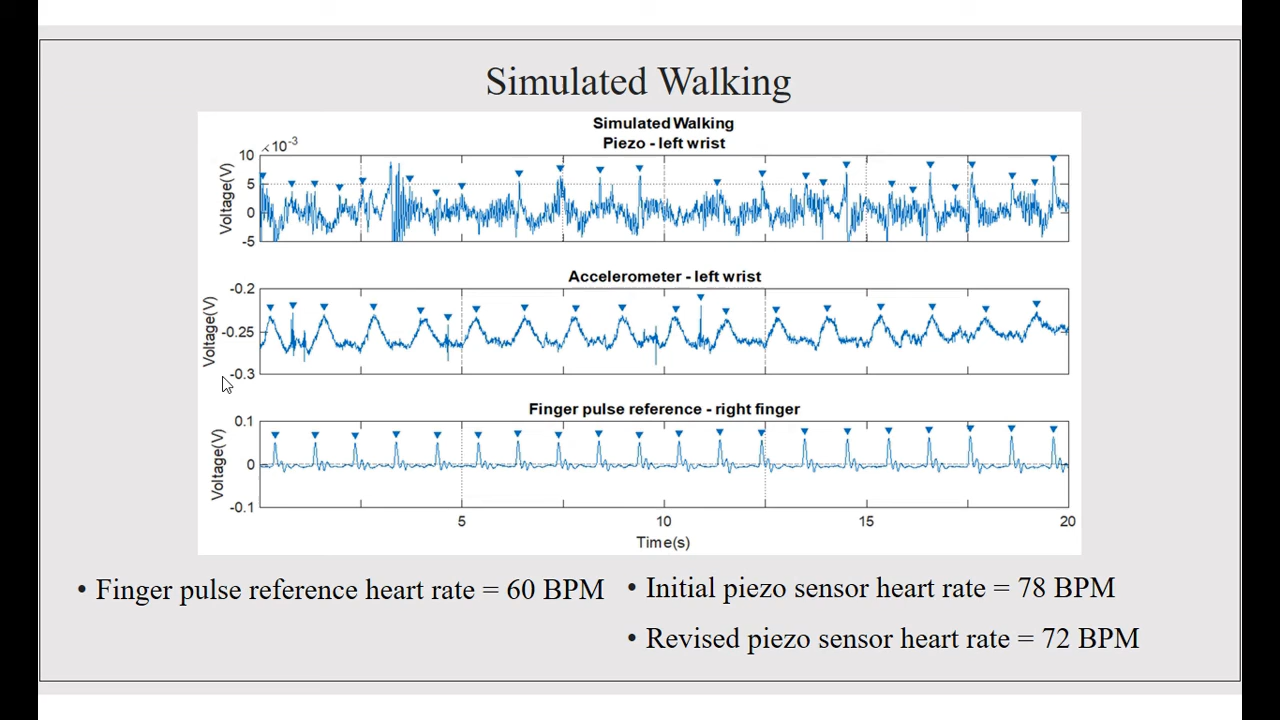 Simulated Walking
Simulated Walking
Piezo - left wrist
×10⁻³
10
5
0
-5
Voltage(V)
Accelerometer - left wrist
-0.2
-0.25
-0.3
Voltage(V)
Finger pulse reference - right finger
0.1
0
-0.1
Voltage(V)
5 10 15 20
Time(s)
• Finger pulse reference heart rate = 60 BPM
• Initial piezo sensor heart rate = 78 BPM
• Revised piezo sensor heart rate = 72 BPM